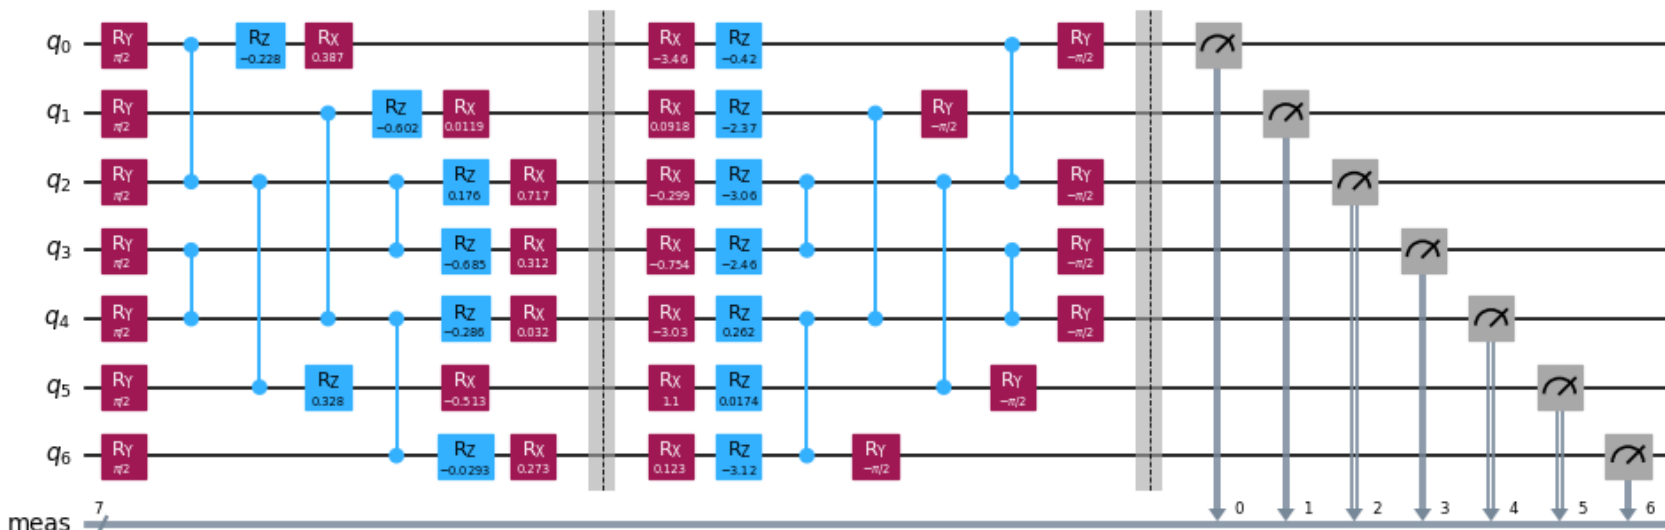 q0 RY π/2 RZ −0.228 RX 0.387 RX −3.46 RZ −0.42 RY −π/2
q1 RY π/2 RZ −0.602 RX 0.0119 RX 0.0918 RZ −2.37 RY −π/2
q2 RY π/2 RZ 0.176 RX 0.717 RX −0.299 RZ −3.06 RY −π/2
q3 RY π/2 RZ −0.685 RX 0.312 RX −0.754 RZ −2.46 RY −π/2
q4 RY π/2 RZ −0.286 RX 0.032 RX −3.03 RZ 0.262 RY −π/2
q5 RY π/2 RZ 0.328 RX −0.513 RX 1.1 RZ 0.0174 RY −π/2
q6 RY π/2 RZ −0.0293 RX 0.273 RX 0.123 RZ −3.12 RY −π/2
7 0 1 2 3 4 5 6
meas